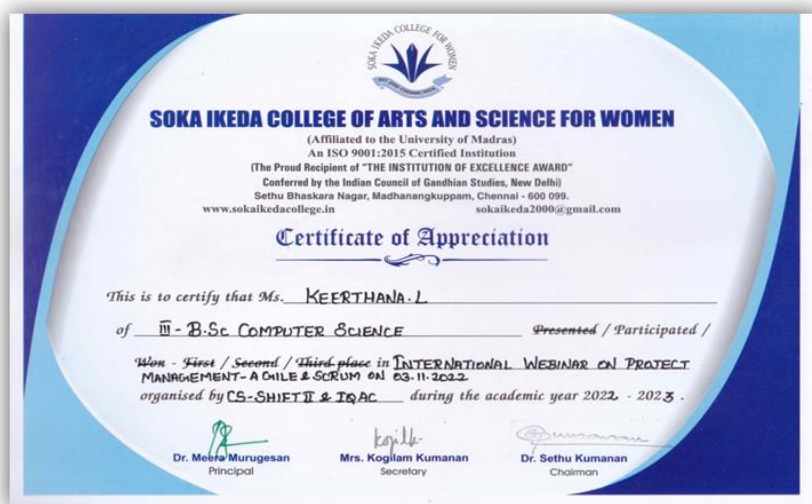 SOKA IKEDA COLLEGE FOR WOMEN
SOKA IKEDA COLLEGE OF ARTS AND SCIENCE FOR WOMEN
(Affiliated to the University of Madras)
An ISO 9001:2015 Certified Institution
(The Proud Recipient of "THE INSTITUTION OF EXCELLENCE AWARD"
Conferred by the Indian Council of Gandhian Studies, New Delhi)
Sethu Bhaskara Nagar, Madhanangkuppam, Chennai - 600 099.
www.sokaikedacollege.in sokaikeda2000@gmail.com
Certificate of Appreciation
This is to certify that Ms. KEERTHANA.L
of III - B.Sc COMPUTER SCIENCE Presented / Participated /
Won - First / Second / Third place in INTERNATIONAL WEBINAR ON PROJECT
MANAGEMENT - AGILE & SCRUM ON 03.11.2022
organised by CS-SHIFT II & IQAC during the academic year 2022 - 2023.
Dr. Meera Murugesan Mrs. Kogilam Kumanan Dr. Sethu Kumanan
Principal Secretary Chairman